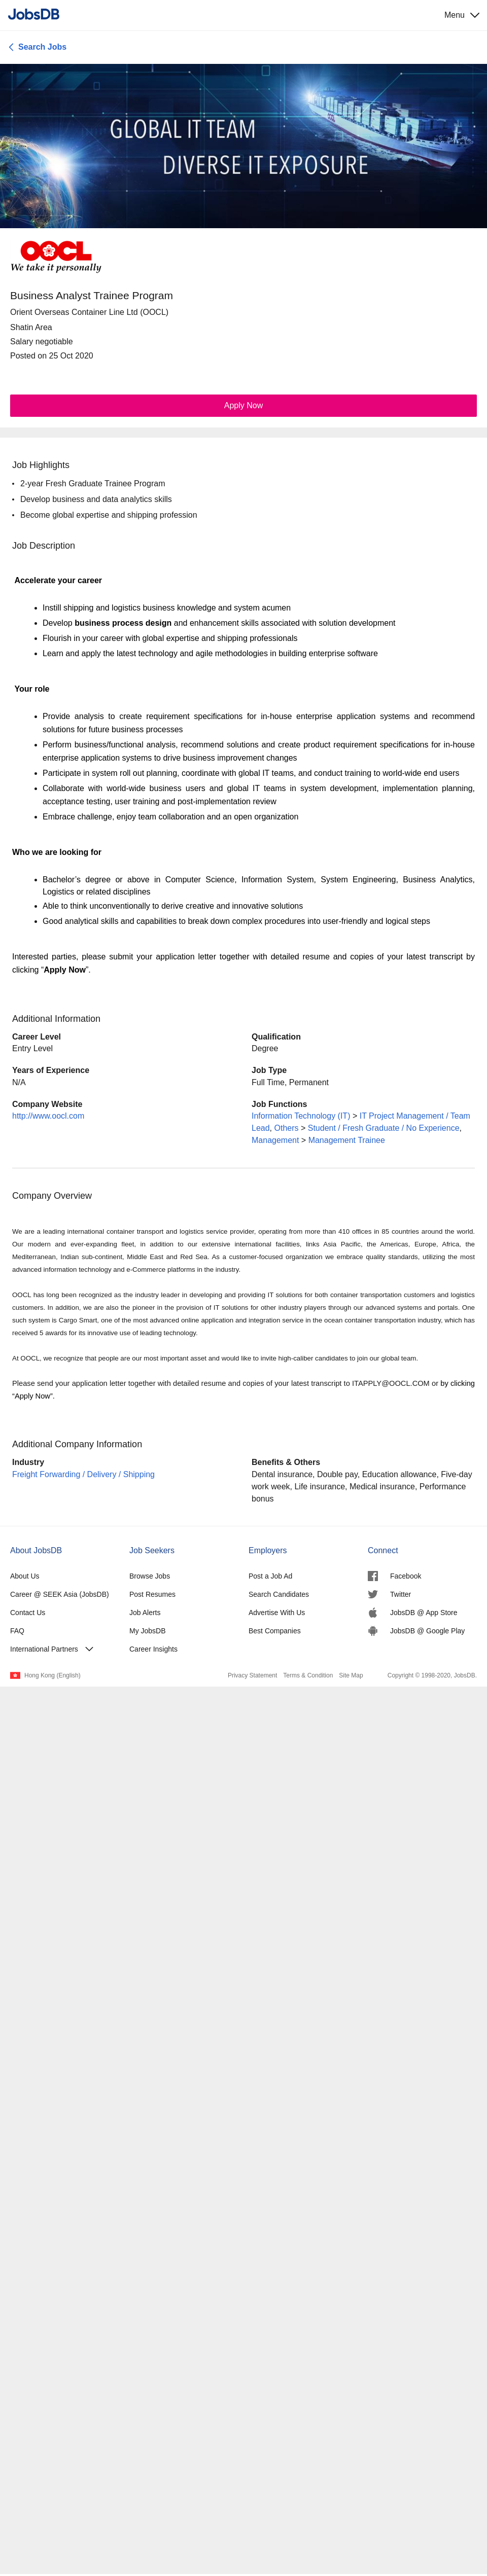 JobsDB
Menu
Search Jobs
GLOBAL IT TEAM
DIVERSE IT EXPOSURE
OOCL
We take it personally
Business Analyst Trainee Program
Orient Overseas Container Line Ltd (OOCL)
Shatin Area
Salary negotiable
Posted on 25 Oct 2020
Apply Now
Job Highlights
• 2-year Fresh Graduate Trainee Program
• Develop business and data analytics skills
• Become global expertise and shipping profession
Job Description
Accelerate your career
• Instill shipping and logistics business knowledge and system acumen
• Develop business process design and enhancement skills associated with solution development
• Flourish in your career with global expertise and shipping professionals
• Learn and apply the latest technology and agile methodologies in building enterprise software
Your role
• Provide analysis to create requirement specifications for in-house enterprise application systems and recommend
solutions for future business processes
• Perform business/functional analysis, recommend solutions and create product requirement specifications for in-house
enterprise application systems to drive business improvement changes
• Participate in system roll out planning, coordinate with global IT teams, and conduct training to world-wide end users
• Collaborate with world-wide business users and global IT teams in system development, implementation planning,
acceptance testing, user training and post-implementation review
• Embrace challenge, enjoy team collaboration and an open organization
Who we are looking for
• Bachelor’s degree or above in Computer Science, Information System, System Engineering, Business Analytics,
Logistics or related disciplines
• Able to think unconventionally to derive creative and innovative solutions
• Good analytical skills and capabilities to break down complex procedures into user-friendly and logical steps
Interested parties, please submit your application letter together with detailed resume and copies of your latest transcript by
clicking “Apply Now”.
Additional Information
Career Level
Entry Level
Qualification
Degree
Years of Experience
N/A
Job Type
Full Time, Permanent
Company Website
http://www.oocl.com
Job Functions
Information Technology (IT) > IT Project Management / Team
Lead, Others > Student / Fresh Graduate / No Experience,
Management > Management Trainee
Company Overview
We are a leading international container transport and logistics service provider, operating from more than 410 offices in 85 countries around the world.
Our modern and ever-expanding fleet, in addition to our extensive international facilities, links Asia Pacific, the Americas, Europe, Africa, the
Mediterranean, Indian sub-continent, Middle East and Red Sea. As a customer-focused organization we embrace quality standards, utilizing the most
advanced information technology and e-Commerce platforms in the industry.
OOCL has long been recognized as the industry leader in developing and providing IT solutions for both container transportation customers and logistics
customers. In addition, we are also the pioneer in the provision of IT solutions for other industry players through our advanced systems and portals. One
such system is Cargo Smart, one of the most advanced online application and integration service in the ocean container transportation industry, which has
received 5 awards for its innovative use of leading technology.
At OOCL, we recognize that people are our most important asset and would like to invite high-caliber candidates to join our global team.
Please send your application letter together with detailed resume and copies of your latest transcript to ITAPPLY@OOCL.COM or by clicking
“Apply Now”.
Additional Company Information
Industry
Freight Forwarding / Delivery / Shipping
Benefits & Others
Dental insurance, Double pay, Education allowance, Five-day
work week, Life insurance, Medical insurance, Performance
bonus
About JobsDB
About Us
Career @ SEEK Asia (JobsDB)
Contact Us
FAQ
International Partners
Job Seekers
Browse Jobs
Post Resumes
Job Alerts
My JobsDB
Career Insights
Employers
Post a Job Ad
Search Candidates
Advertise With Us
Best Companies
Connect
Facebook
Twitter
JobsDB @ App Store
JobsDB @ Google Play
Hong Kong (English)
Privacy Statement Terms & Condition Site Map
Copyright © 1998-2020, JobsDB.